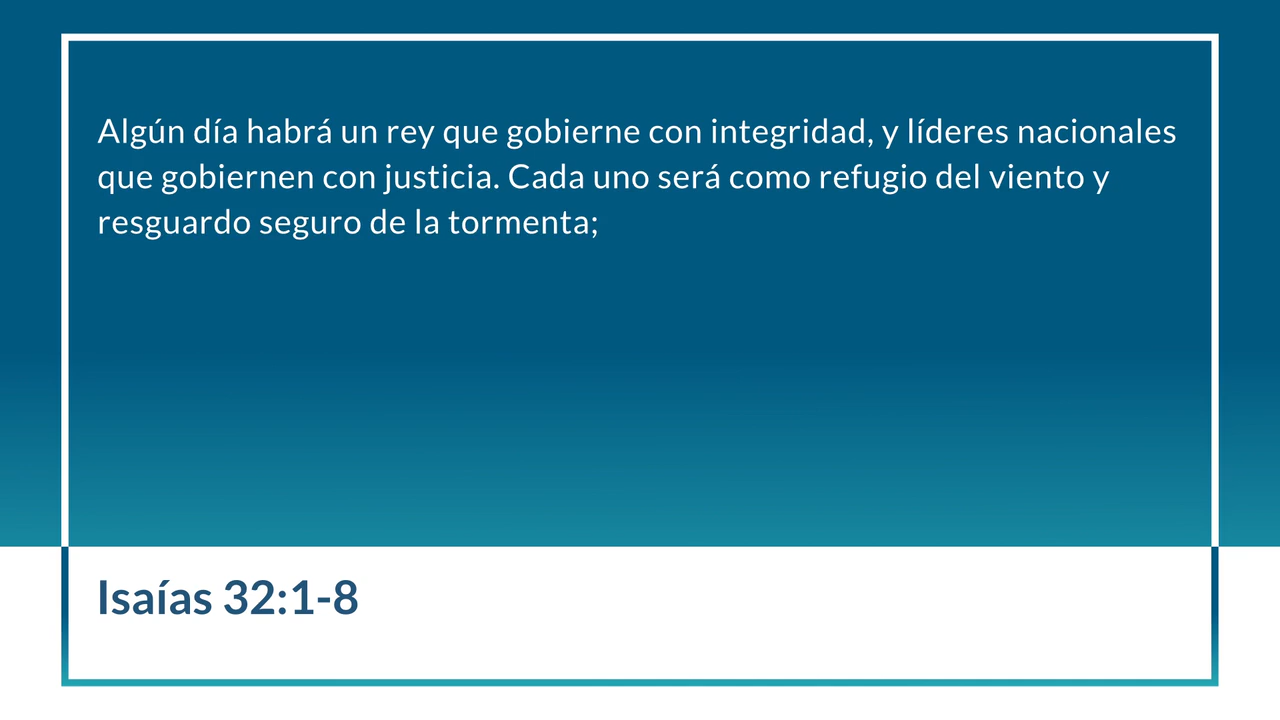 Algún día habrá un rey que gobierne con integridad, y líderes nacionales
que gobiernen con justicia. Cada uno será como refugio del viento y
resguardo seguro de la tormenta;
Isaías 32:1-8